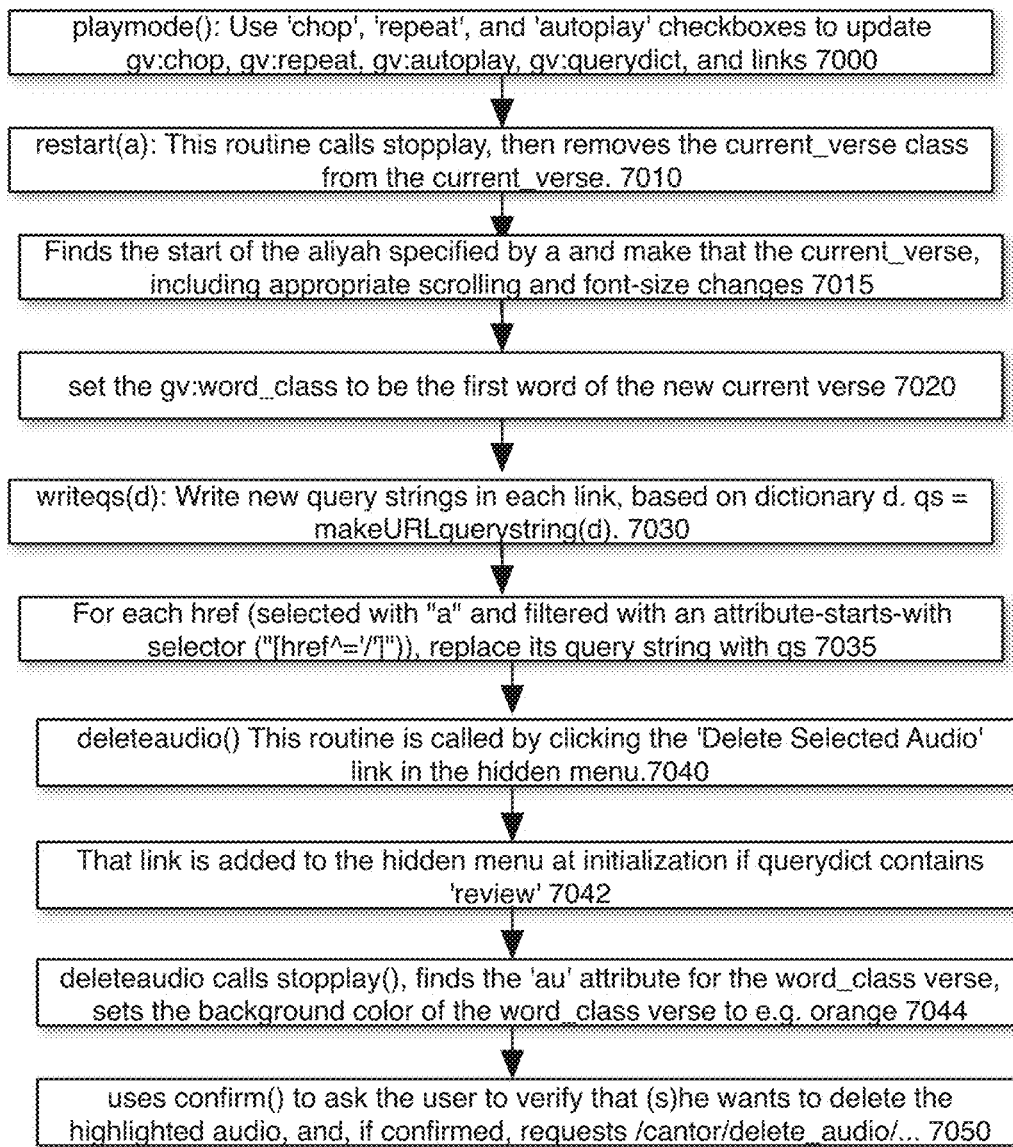 playmode(): Use 'chop', 'repeat', and 'autoplay' checkboxes to update
gv:chop, gv:repeat, gv:autoplay, gv:querydict, and links 7000
restart(a): This routine calls stopplay, then removes the current_verse class
from the current_verse. 7010
Finds the start of the aliyah specified by a and make that the current_verse,
including appropriate scrolling and font-size changes 7015
set the gv:word_class to be the first word of the new current verse 7020
writeqs(d): Write new query strings in each link, based on dictionary d. qs =
makeURLquerystring(d). 7030
For each href (selected with "a" and filtered with an attribute-starts-with
selector ("[href^='/']")), replace its query string with qs 7035
deleteaudio() This routine is called by clicking the 'Delete Selected Audio'
link in the hidden menu.7040
That link is added to the hidden menu at initialization if querydict contains
'review' 7042
deleteaudio calls stopplay(), finds the 'au' attribute for the word_class verse,
sets the background color of the word_class verse to e.g. orange 7044
uses confirm() to ask the user to verify that (s)he wants to delete the
highlighted audio, and, if confirmed, requests /cantor/delete_audio/... 7050